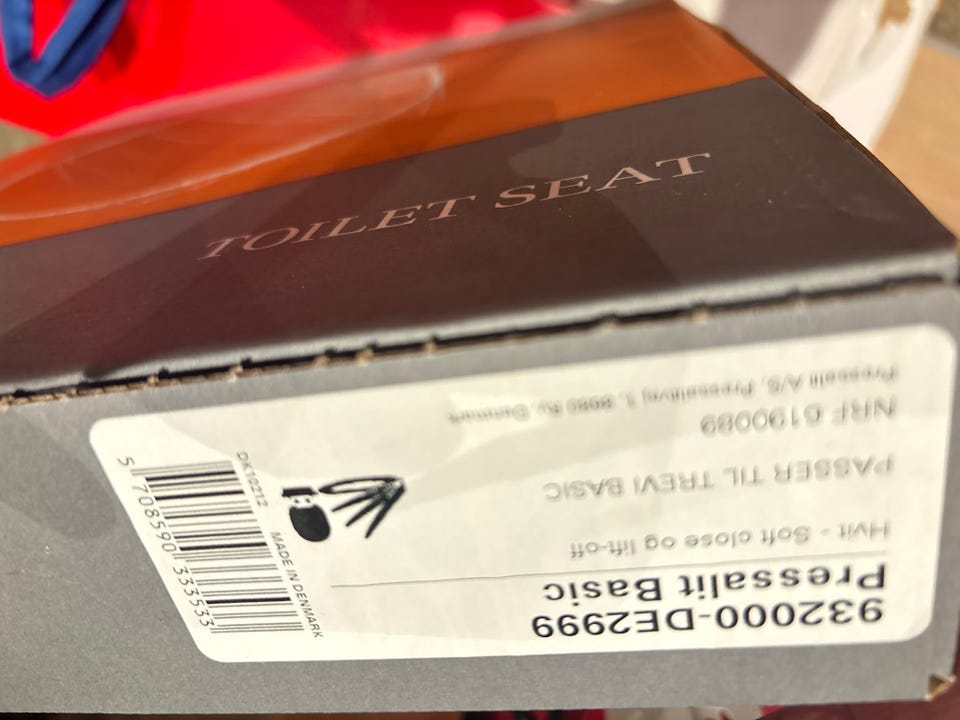 TOILET SEAT
932000-DE2999
Pressalit Basic
Hvit - Soft close og lift-off
PASSER TIL TREVI BASIC
NRF 6190089
Pressalit A/S, Pressalitvej 1, 8680 Ry, Denmark
DK10212
MADE IN DENMARK
5 708590 333533